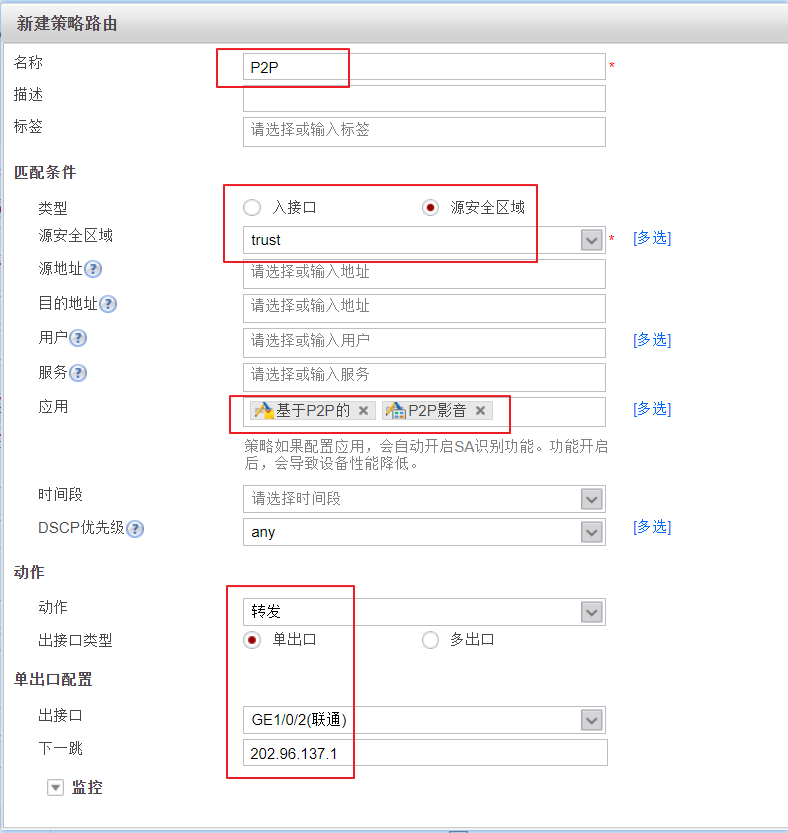 新建策略路由
名称 P2P *
描述
标签 请选择或输入标签
匹配条件
类型 入接口 源安全区域
源安全区域 trust * [多选]
源地址 ? 请选择或输入地址
目的地址 ? 请选择或输入地址
用户 ? 请选择或输入用户 [多选]
服务 ? 请选择或输入服务
应用 基于P2P的 × P2P影音 × [多选]
策略如果配置应用，会自动开启SA识别功能。功能开启
后，会导致设备性能降低。
时间段 请选择时间段
DSCP优先级 ? any [多选]
动作
动作 转发
出接口类型 单出口 多出口
单出口配置
出接口 GE1/0/2(联通)
下一跳 202.96.137.1
监控